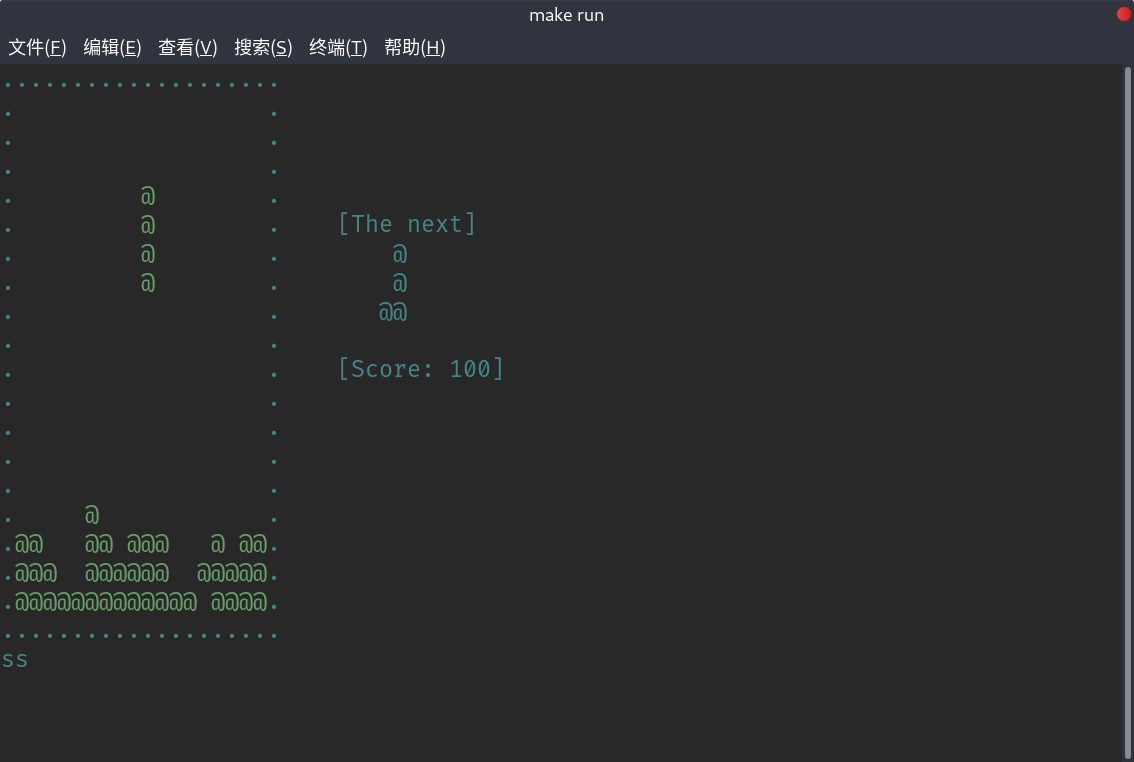 make run
文件(F) 编辑(E) 查看(V) 搜索(S) 终端(T) 帮助(H)
....................
.                  .
.                  .
.                  .
.         @        .
.         @        .    [The next]
.         @        .        @
.         @        .        @
.                  .       @@
.                  .
.                  .    [Score: 100]
.                  .
.                  .
.                  .
.                  .
.     @            .
.@@   @@ @@@   @ @@.
.@@@  @@@@@@  @@@@@.
.@@@@@@@@@@@@@ @@@@.
....................
ss